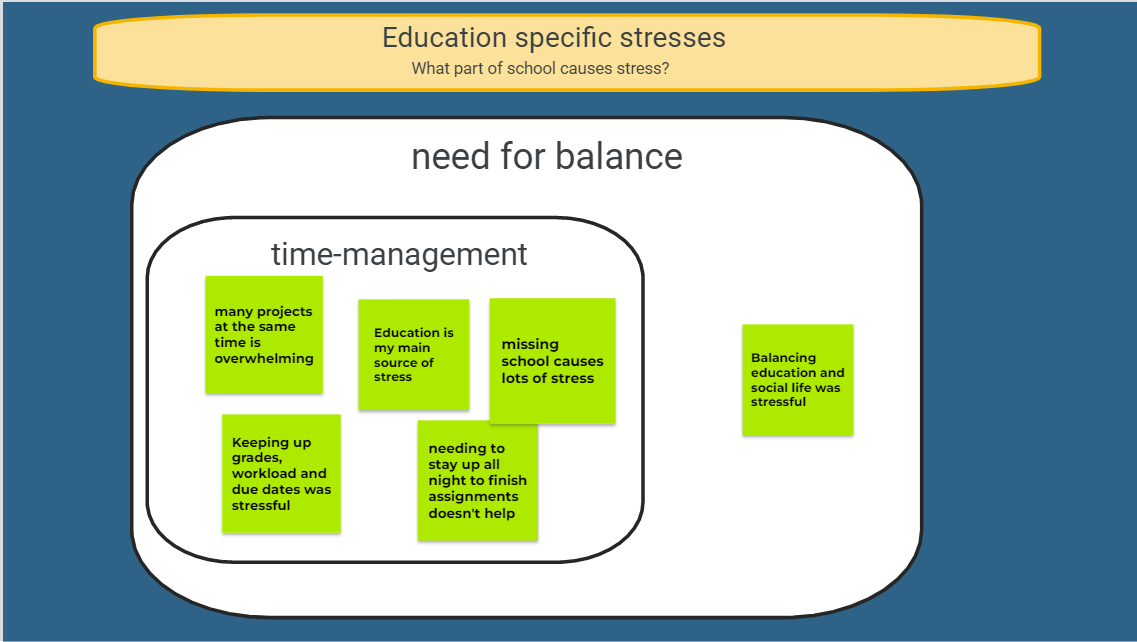 Education specific stresses
What part of school causes stress?
need for balance
time-management
many projects
at the same
time is
overwhelming
Education is
my main
source of
stress
missing
school causes
lots of stress
Keeping up
grades,
workload and
due dates was
stressful
needing to
stay up all
night to finish
assignments
doesn't help
Balancing
education and
social life was
stressful